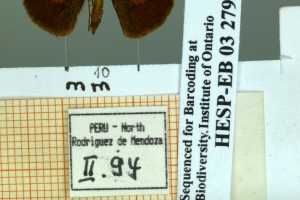 10
mm
PERU - North
Rodriguez de Mendoza
II. 94
Sequenced for Barcoding at
Biodiversity. Institute of Ontario
HESP-EB 03 279